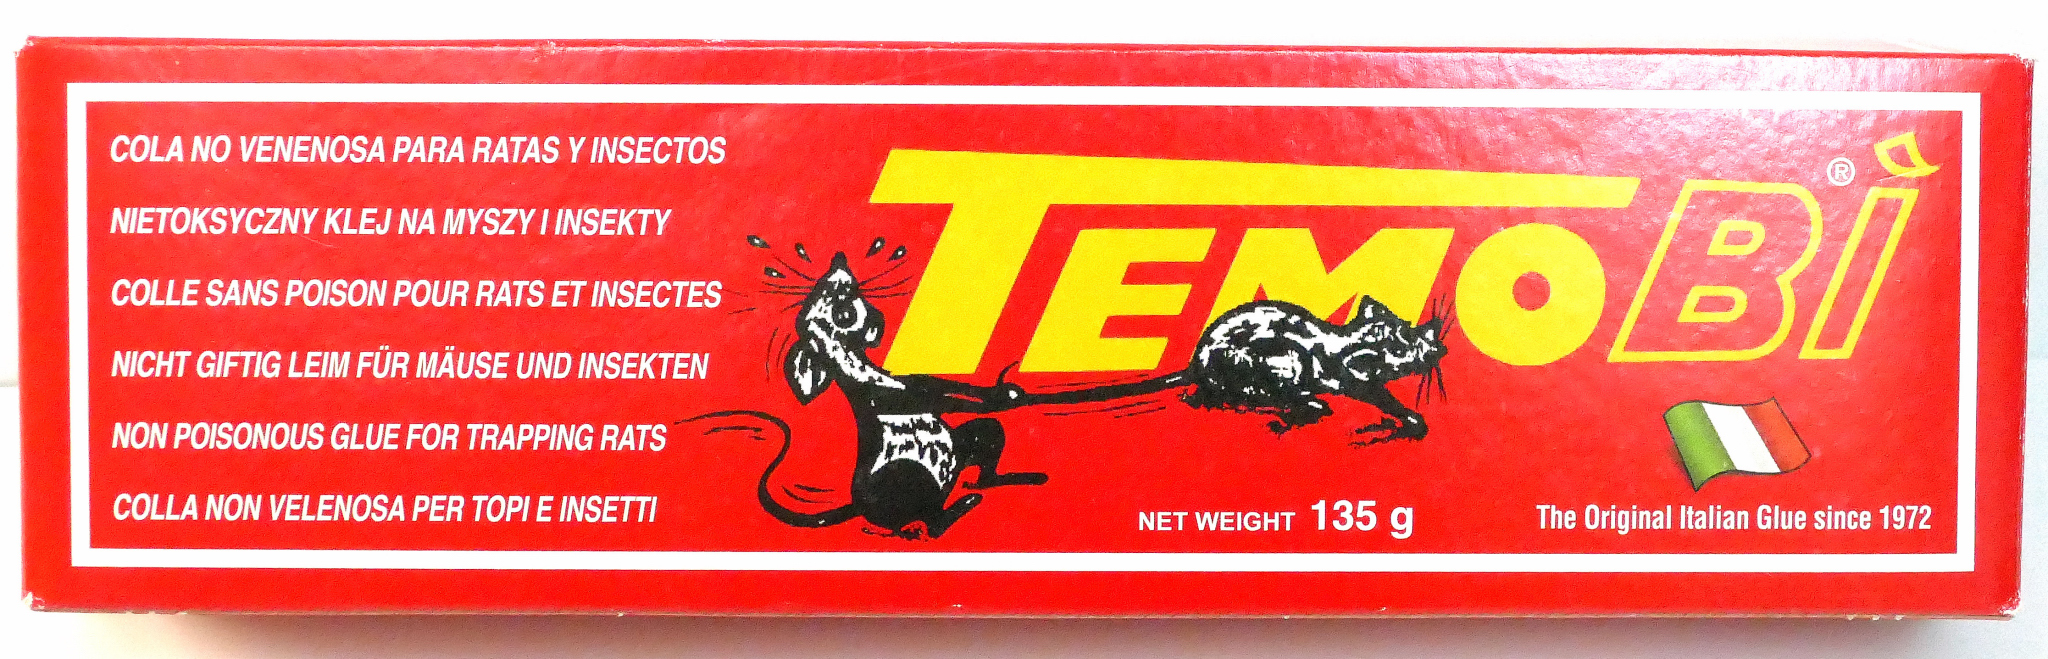 COLA NO VENENOSA PARA RATAS Y INSECTOS
NIETOKSYCZNY KLEJ NA MYSZY I INSEKTY
COLLE SANS POISON POUR RATS ET INSECTES
NICHT GIFTIG LEIM FÜR MÄUSE UND INSEKTEN
NON POISONOUS GLUE FOR TRAPPING RATS
COLLA NON VELENOSA PER TOPI E INSETTI
TEMOBI®
NET WEIGHT 135 g
The Original Italian Glue since 1972